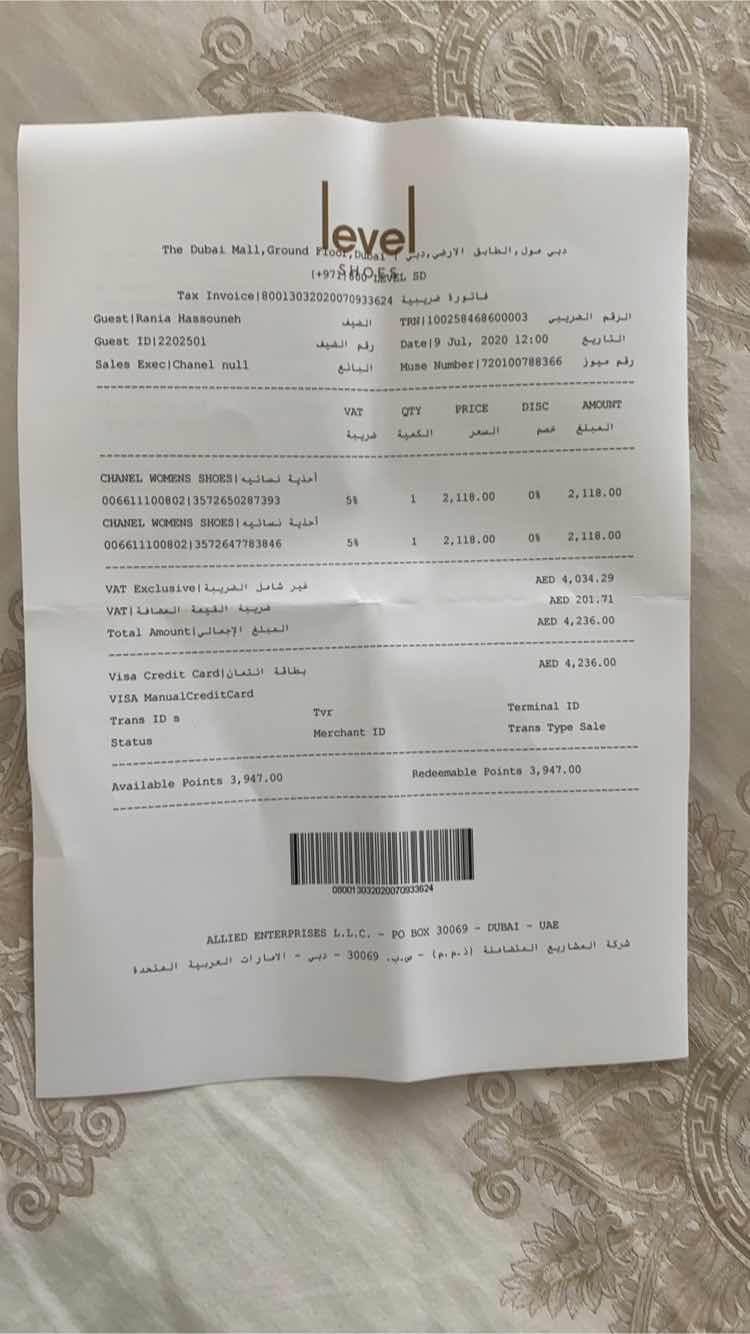 level
SHOES
The Dubai Mall,Ground Floor,Dubai | دبي مول,الطابق الارضي,دبي
LEVEL SD
Tax Invoice|80013032020070933624 فاتورة ضريبية
Guest|Rania Hassouneh الضيف TRN|100258468600003 الرقم الضريبي
Guest ID|2202501 رقم الضيف Date|9 Jul, 2020 12:00 التاريخ
Sales Exec|Chanel null البائع Muse Number|720100788366 رقم ميوز
VAT QTY PRICE DISC AMOUNT
ضريبة الكمية السعر خصم المبلغ
CHANEL WOMENS SHOES|أحذية نسائيه
006611100802|3572650287393 5% 1 2,118.00 0% 2,118.00
CHANEL WOMENS SHOES|أحذية نسائيه
006611100802|3572647783846 5% 1 2,118.00 0% 2,118.00
VAT Exclusive|غير شامل الضريبة AED 4,034.29
VAT|ضريبة القيمة المضافة AED 201.71
Total Amount|المبلغ الإجمالي AED 4,236.00
Visa Credit Card|بطاقة ائتمان AED 4,236.00
VISA ManualCreditCard
Trans ID s Tvr Terminal ID
Status Merchant ID Trans Type Sale
Available Points 3,947.00 Redeemable Points 3,947.00
080013032020070933624
ALLIED ENTERPRISES L.L.C. - PO BOX 30069 - DUBAI - UAE
شركة المشاريع المتضامنة (ذ.م.م) - ص.ب. 30069 - دبي - الامارات العربية المتحدة